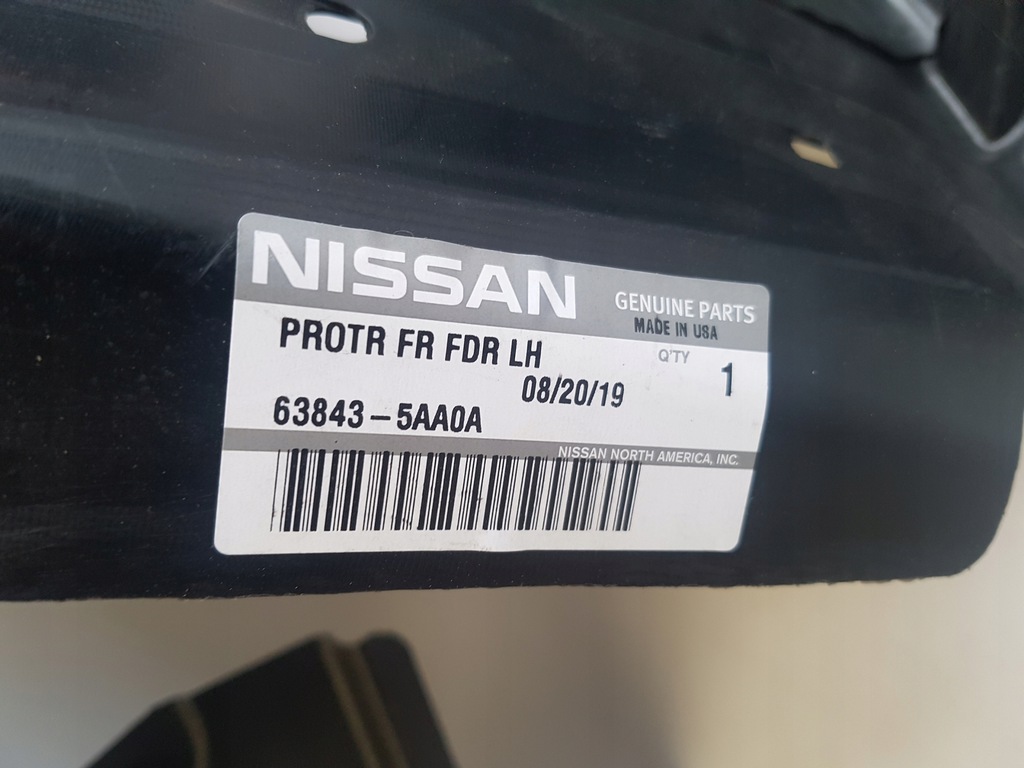 NISSAN GENUINE PARTS
MADE IN USA
PROTR FR FDR LH
Q'TY 1
08/20/19
63843-5AA0A
NISSAN NORTH AMERICA, INC.